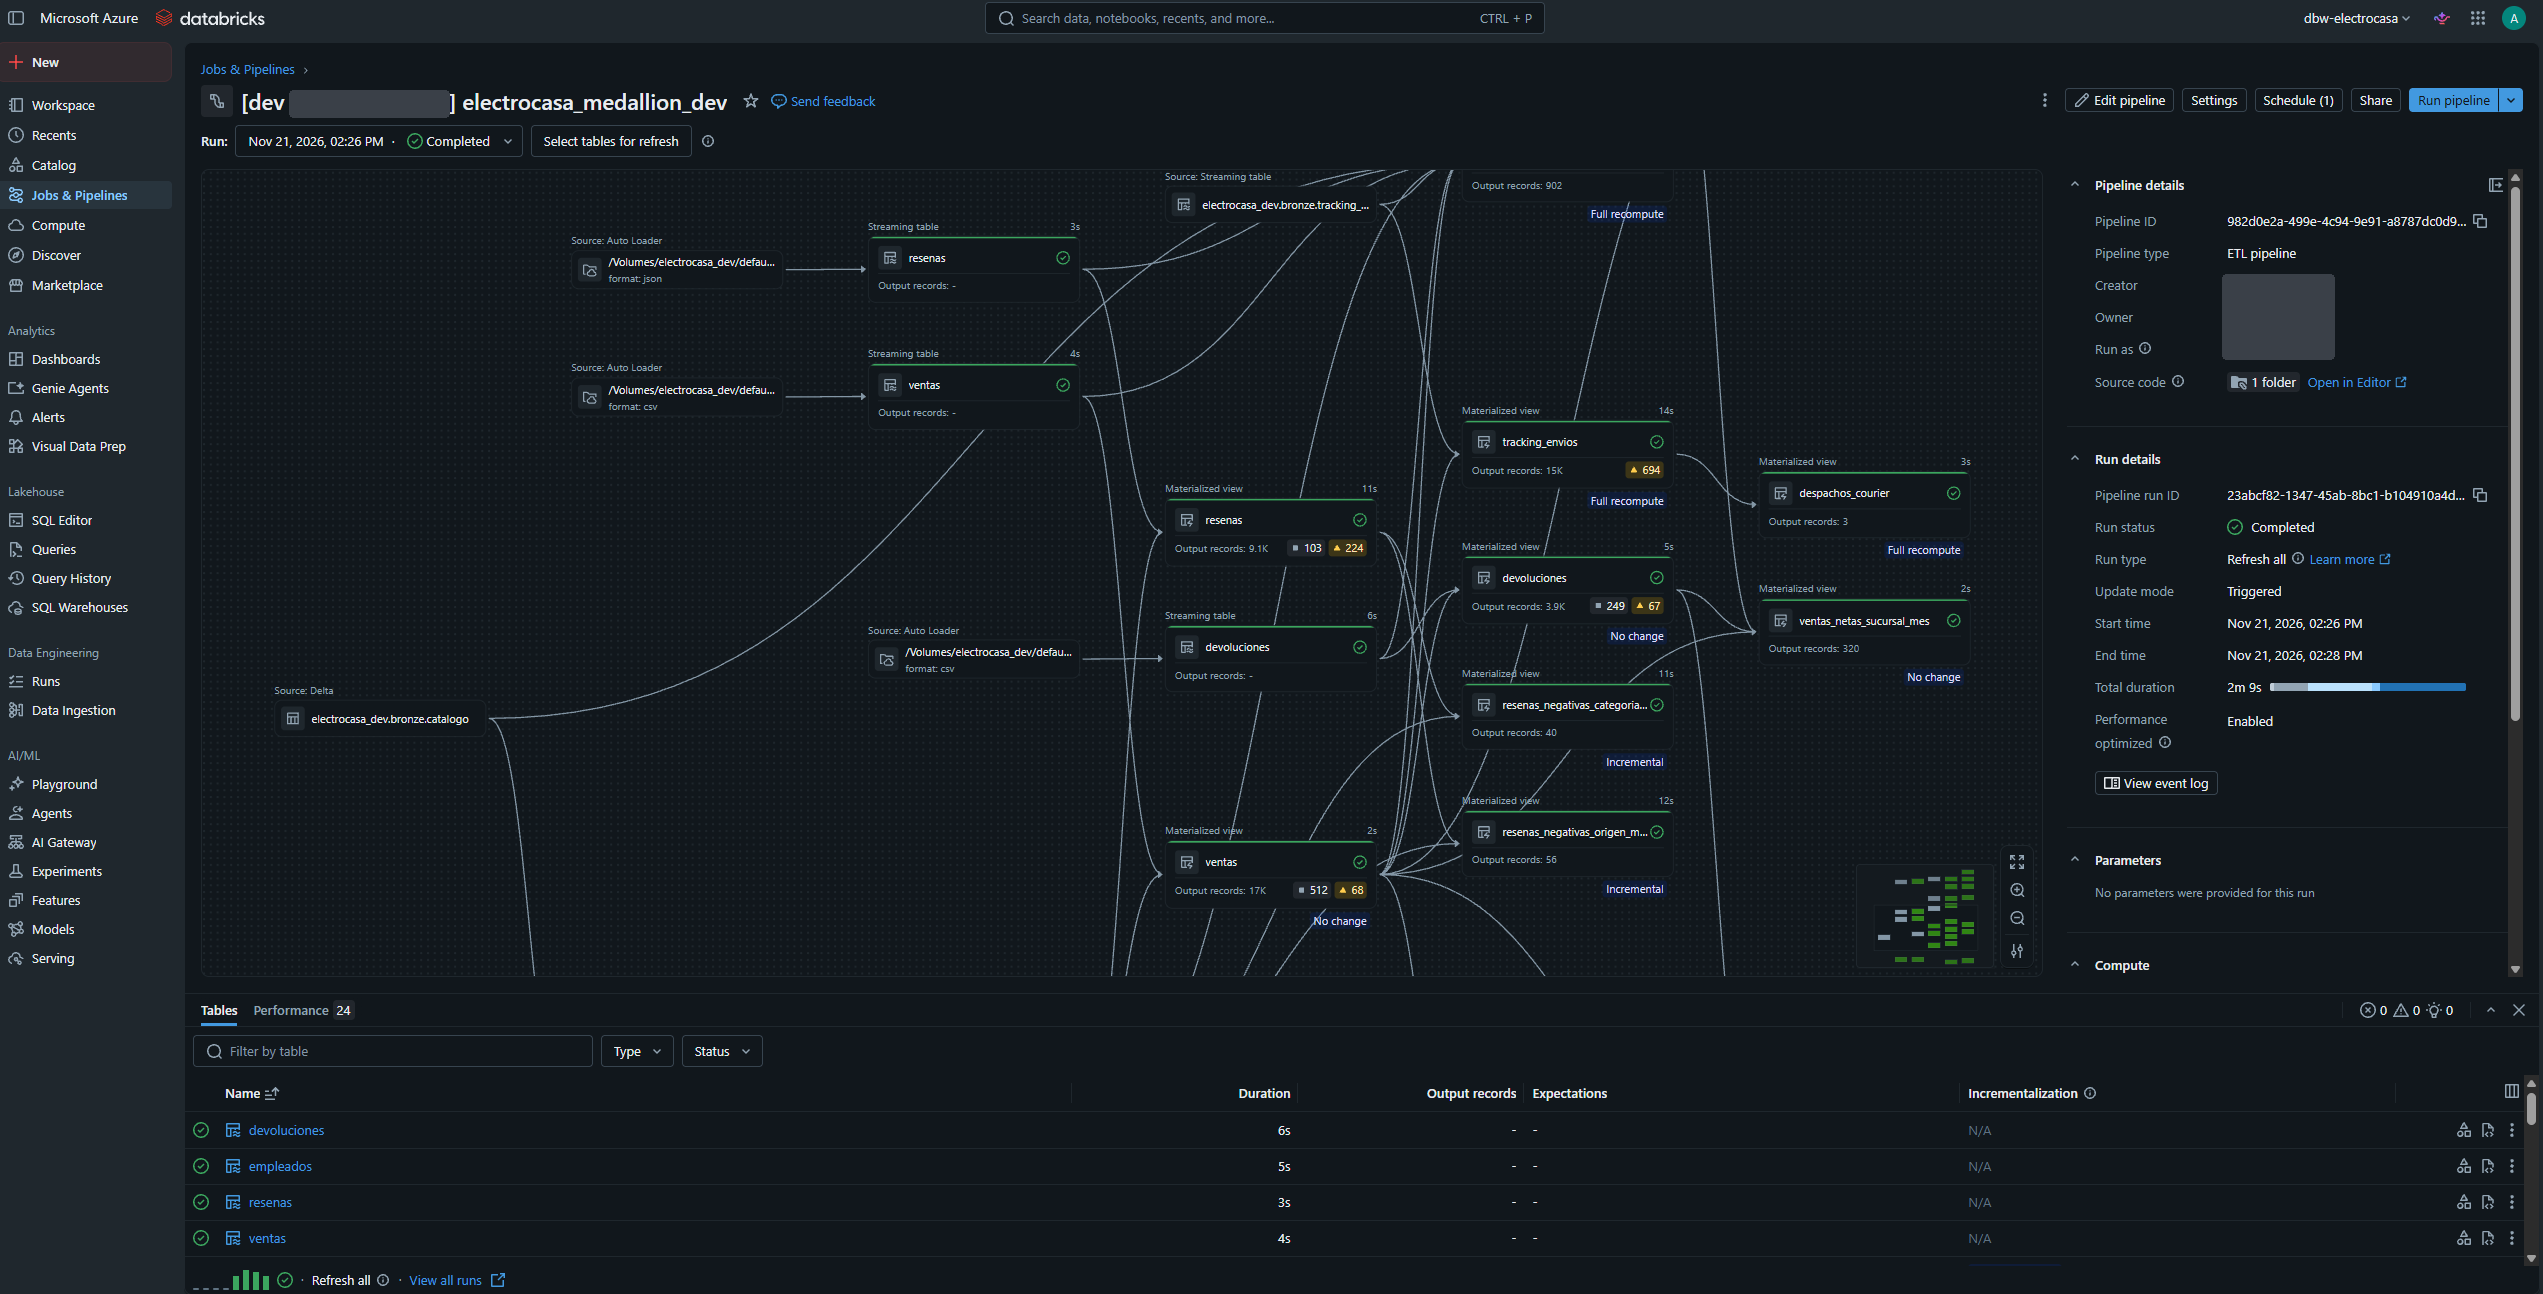 Microsoft Azure databricks
Search data, notebooks, recents, and more... CTRL + P
dbw-electrocasa
A
New
Workspace
Recents
Catalog
Jobs & Pipelines
Compute
Discover
Marketplace
Analytics
Dashboards
Genie Agents
Alerts
Visual Data Prep
Lakehouse
SQL Editor
Queries
Query History
SQL Warehouses
Data Engineering
Runs
Data Ingestion
AI/ML
Playground
Agents
AI Gateway
Experiments
Features
Models
Serving
Jobs & Pipelines ›
[dev ] electrocasa_medallion_dev Send feedback
Edit pipeline Settings Schedule (1) Share Run pipeline
Run: Nov 21, 2026, 02:26 PM · Completed Select tables for refresh
Source: Auto Loader
/Volumes/electrocasa_dev/defau...
format: json
Streaming table 3s
resenas
Output records: -
Source: Auto Loader
/Volumes/electrocasa_dev/defau...
format: csv
Streaming table 4s
ventas
Output records: -
Source: Delta
electrocasa_dev.bronze.catalogo
Source: Auto Loader
/Volumes/electrocasa_dev/defau...
format: csv
Source: Streaming table
electrocasa_dev.bronze.tracking_...
Materialized view 11s
resenas
Output records: 9.1K 103 224
Streaming table 6s
devoluciones
Output records: -
Materialized view 2s
ventas
Output records: 17K 512 68
No change
Output records: 902
Full recompute
Materialized view 14s
tracking_envios
Output records: 15K 694
Full recompute
Materialized view 5s
devoluciones
Output records: 3.9K 249 67
No change
Materialized view 11s
resenas_negativas_categoria...
Output records: 40
Incremental
Materialized view 12s
resenas_negativas_origen_m...
Output records: 56
Incremental
Materialized view 3s
despachos_courier
Output records: 3
Full recompute
Materialized view 2s
ventas_netas_sucursal_mes
Output records: 320
No change
Pipeline details
Pipeline ID 982d0e2a-499e-4c94-9e91-a8787dc0d9...
Pipeline type ETL pipeline
Creator
Owner
Run as
Source code 1 folder Open in Editor
Run details
Pipeline run ID 23abcf82-1347-45ab-8bc1-b104910a4d...
Run status Completed
Run type Refresh all Learn more
Update mode Triggered
Start time Nov 21, 2026, 02:26 PM
End time Nov 21, 2026, 02:28 PM
Total duration 2m 9s
Performance optimized Enabled
View event log
Parameters
No parameters were provided for this run
Compute
Tables Performance 24
0 0 0
Filter by table Type Status
Name Duration Output records Expectations Incrementalization
devoluciones 6s - - N/A
empleados 5s - - N/A
resenas 3s - - N/A
ventas 4s - - N/A
· Refresh all · View all runs